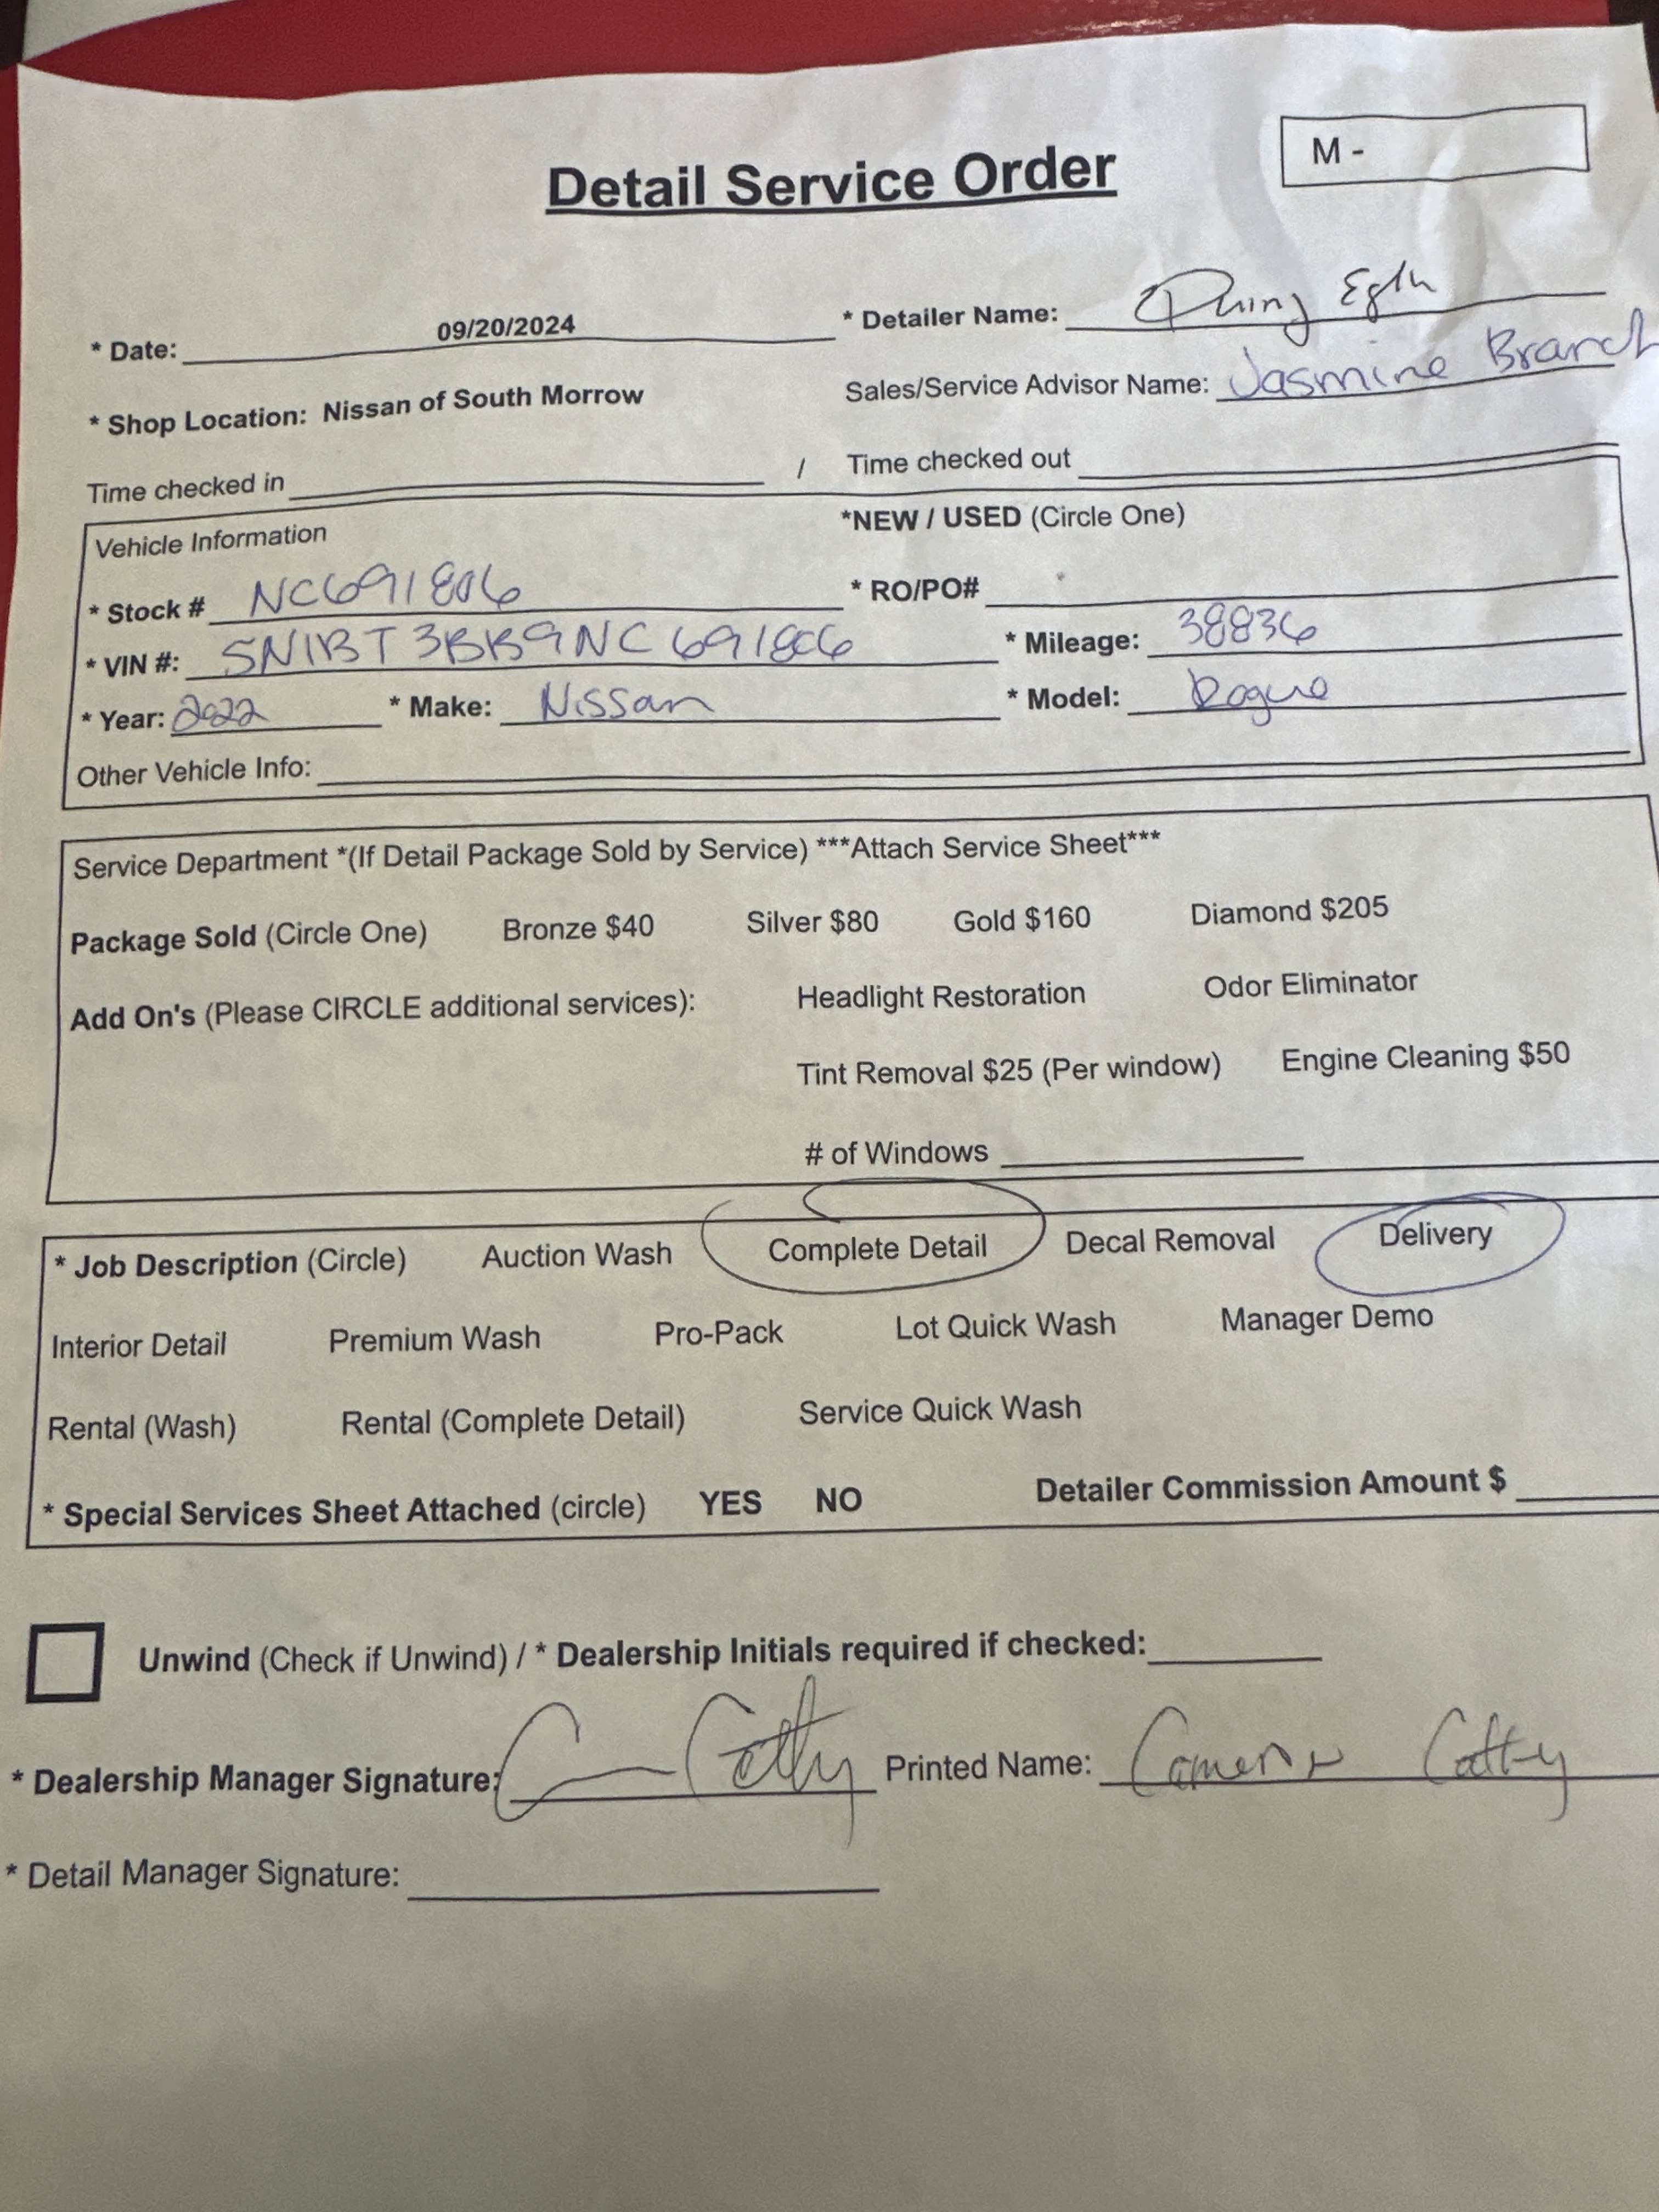 Detail Service Order
M -
* Date: 09/20/2024 * Detailer Name:
* Shop Location: Nissan of South Morrow Sales/Service Advisor Name: Jasmine Branch
Time checked in / Time checked out
Vehicle Information *NEW / USED (Circle One)
* Stock # NC691806 * RO/PO#
* VIN #: 5N1BT3BB9NC691806 * Mileage: 38836
* Year: 2022 * Make: Nissan * Model: Rogue
Other Vehicle Info:
Service Department *(If Detail Package Sold by Service) ***Attach Service Sheet***
Package Sold (Circle One) Bronze $40 Silver $80 Gold $160 Diamond $205
Add On's (Please CIRCLE additional services): Headlight Restoration Odor Eliminator
Tint Removal $25 (Per window) Engine Cleaning $50
# of Windows
* Job Description (Circle) Auction Wash Complete Detail Decal Removal Delivery
Interior Detail Premium Wash Pro-Pack Lot Quick Wash Manager Demo
Rental (Wash) Rental (Complete Detail) Service Quick Wash
* Special Services Sheet Attached (circle) YES NO Detailer Commission Amount $
Unwind (Check if Unwind) / * Dealership Initials required if checked:
* Dealership Manager Signature: Printed Name: Cameron
* Detail Manager Signature: